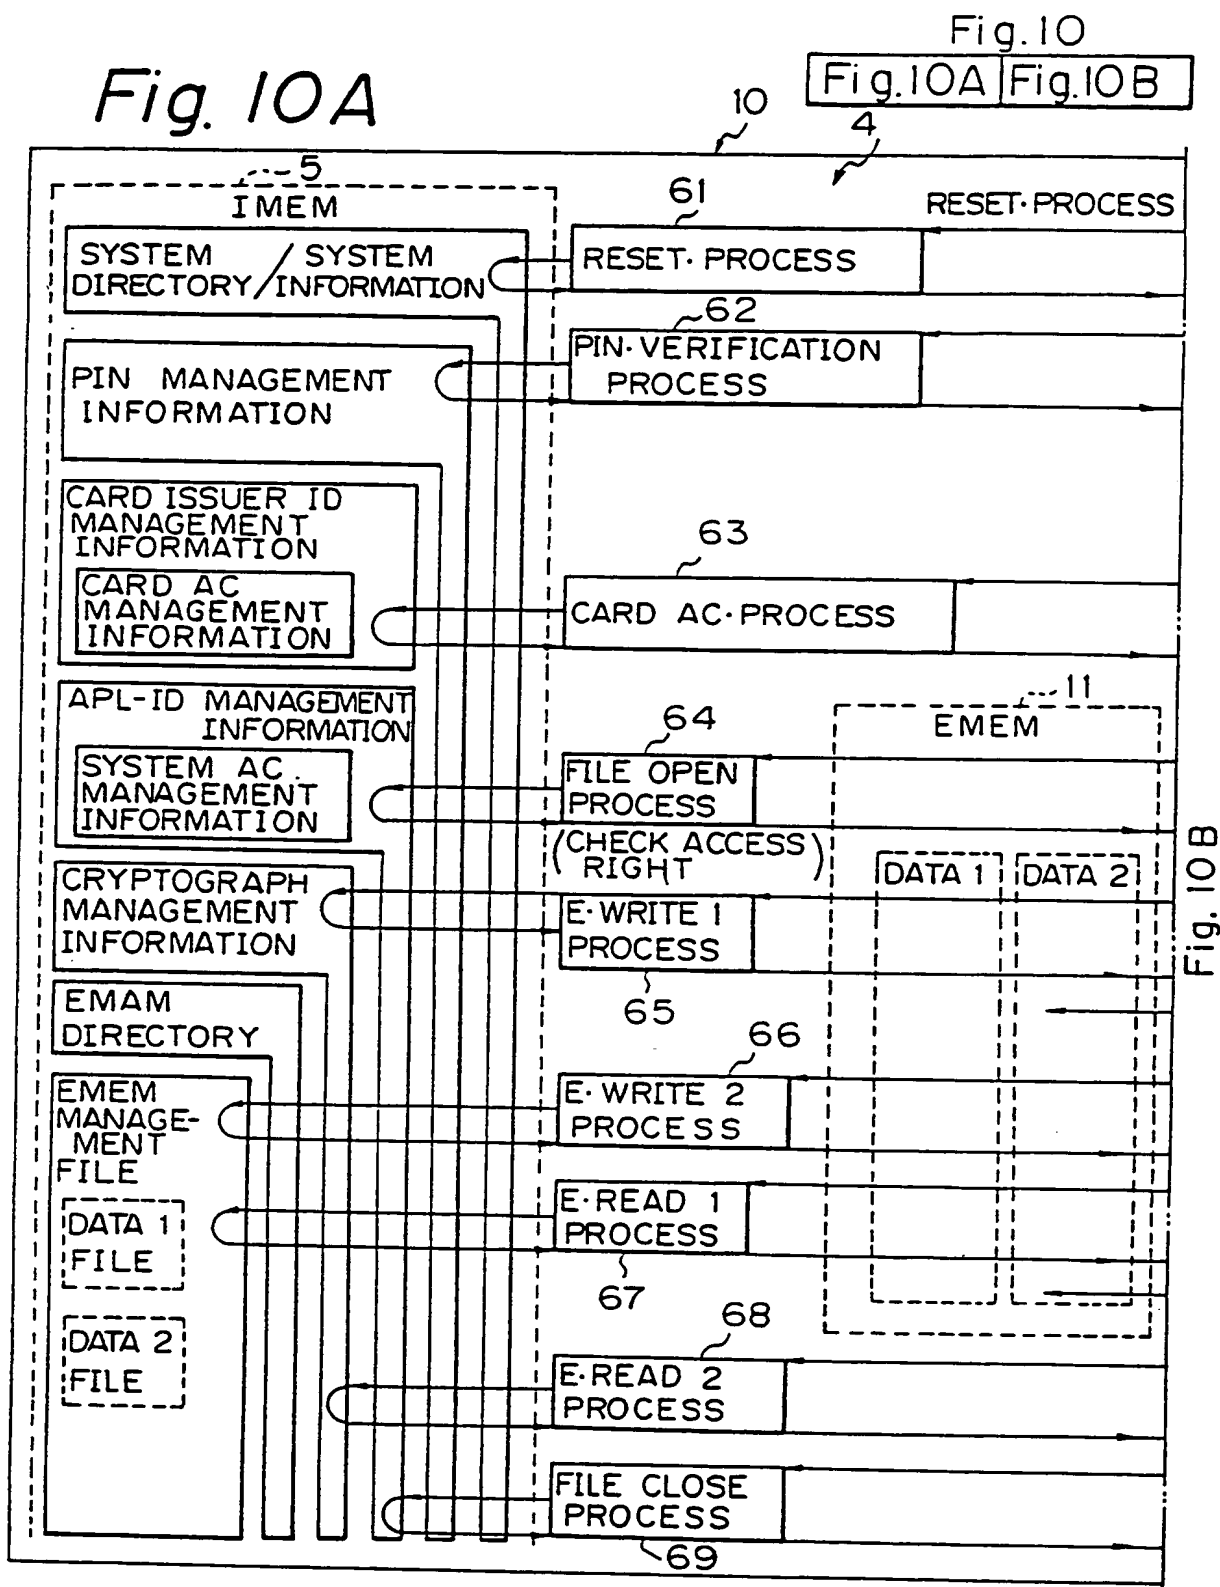 Fig. 10
Fig. 10A Fig. 10B
Fig. 10A
10
4
5
IMEM
SYSTEM DIRECTORY / SYSTEM INFORMATION
PIN MANAGEMENT
INFORMATION
CARD ISSUER ID
MANAGEMENT
INFORMATION
CARD AC
MANAGEMENT
INFORMATION
APL-ID MANAGEMENT
INFORMATION
SYSTEM AC.
MANAGEMENT
INFORMATION
CRYPTOGRAPH
MANAGEMENT
INFORMATION
EMAM
DIRECTORY
EMEM
MANAGE-
MENT
FILE
DATA 1
FILE
DATA 2
FILE
RESET·PROCESS
61
RESET·PROCESS
62
PIN·VERIFICATION
PROCESS
63
CARD AC·PROCESS
64
FILE OPEN
PROCESS
(CHECK ACCESS
RIGHT)
E·WRITE 1
PROCESS
65
66
E·WRITE 2
PROCESS
E·READ 1
PROCESS
67
68
E·READ 2
PROCESS
FILE CLOSE
PROCESS
69
11
EMEM
DATA 1
DATA 2
Fig. 10B